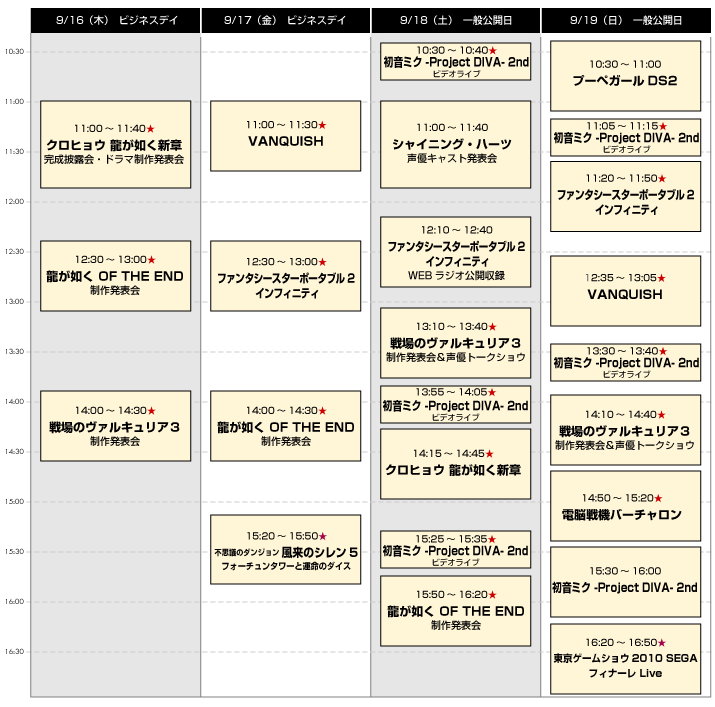 9/16（木） ビジネスデイ
9/17（金） ビジネスデイ
9/18（土） 一般公開日
9/19（日） 一般公開日
10:30
11:00
11:30
12:00
12:30
13:00
13:30
14:00
14:30
15:00
15:30
16:00
16:30
11:00～11:40★
クロヒョウ 龍が如く新章
完成披露会・ドラマ制作発表会
12:30～13:00★
龍が如く OF THE END
制作発表会
14:00～14:30★
戦場のヴァルキュリア3
制作発表会
11:00～11:30★
VANQUISH
12:30～13:00★
ファンタシースターポータブル2
インフィニティ
14:00～14:30★
龍が如く OF THE END
制作発表会
15:20～15:50★
不思議のダンジョン 風来のシレン5
フォーチュンタワーと運命のダイス
10:30～10:40★
初音ミク -Project DIVA- 2nd
ビデオライブ
11:00～11:40
シャイニング・ハーツ
声優キャスト発表会
12:10～12:40
ファンタシースターポータブル2
インフィニティ
WEBラジオ公開収録
13:10～13:40★
戦場のヴァルキュリア3
制作発表会&声優トークショウ
13:55～14:05★
初音ミク -Project DIVA- 2nd
ビデオライブ
14:15～14:45★
クロヒョウ 龍が如く新章
15:25～15:35★
初音ミク -Project DIVA- 2nd
ビデオライブ
15:50～16:20★
龍が如く OF THE END
制作発表会
10:30～11:00
プーペガール DS2
11:05～11:15★
初音ミク -Project DIVA- 2nd
ビデオライブ
11:20～11:50★
ファンタシースターポータブル2
インフィニティ
12:35～13:05★
VANQUISH
13:30～13:40★
初音ミク -Project DIVA- 2nd
ビデオライブ
14:10～14:40★
戦場のヴァルキュリア3
制作発表会&声優トークショウ
14:50～15:20★
電脳戦機バーチャロン
15:30～16:00
初音ミク -Project DIVA- 2nd
16:20～16:50★
東京ゲームショウ 2010 SEGA
フィナーレ Live